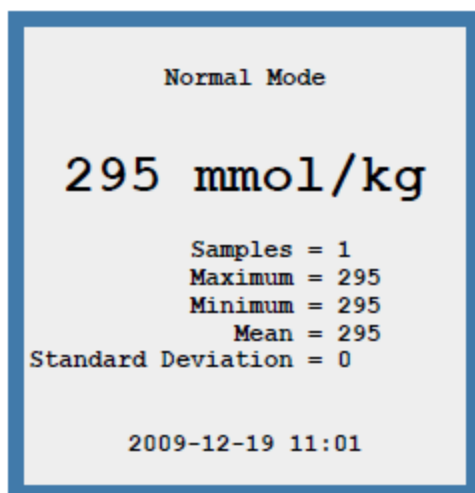 Normal Mode
295 mmol/kg
Samples = 1
Maximum = 295
Minimum = 295
Mean = 295
Standard Deviation = 0
2009-12-19 11:01